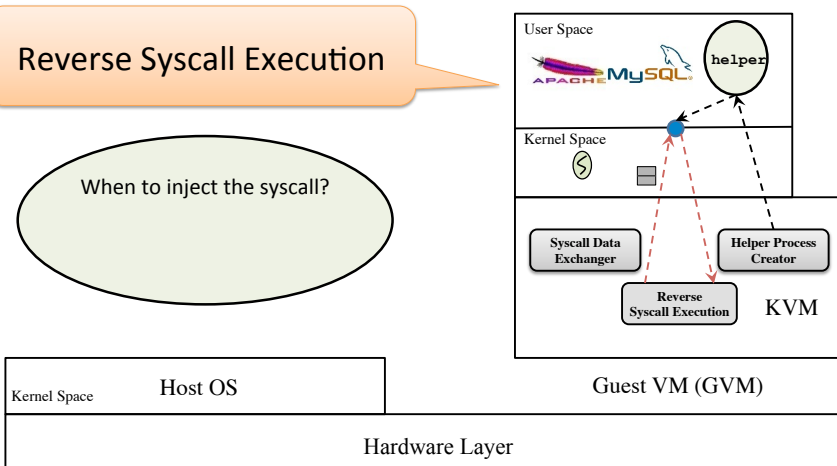 Reverse Syscall Execution
When to inject the syscall?
User Space
APACHE MySQL®
helper
Kernel Space
S
Syscall Data
Exchanger
Helper Process
Creator
Reverse
Syscall Execution
KVM
Kernel Space
Host OS
Guest VM (GVM)
Hardware Layer